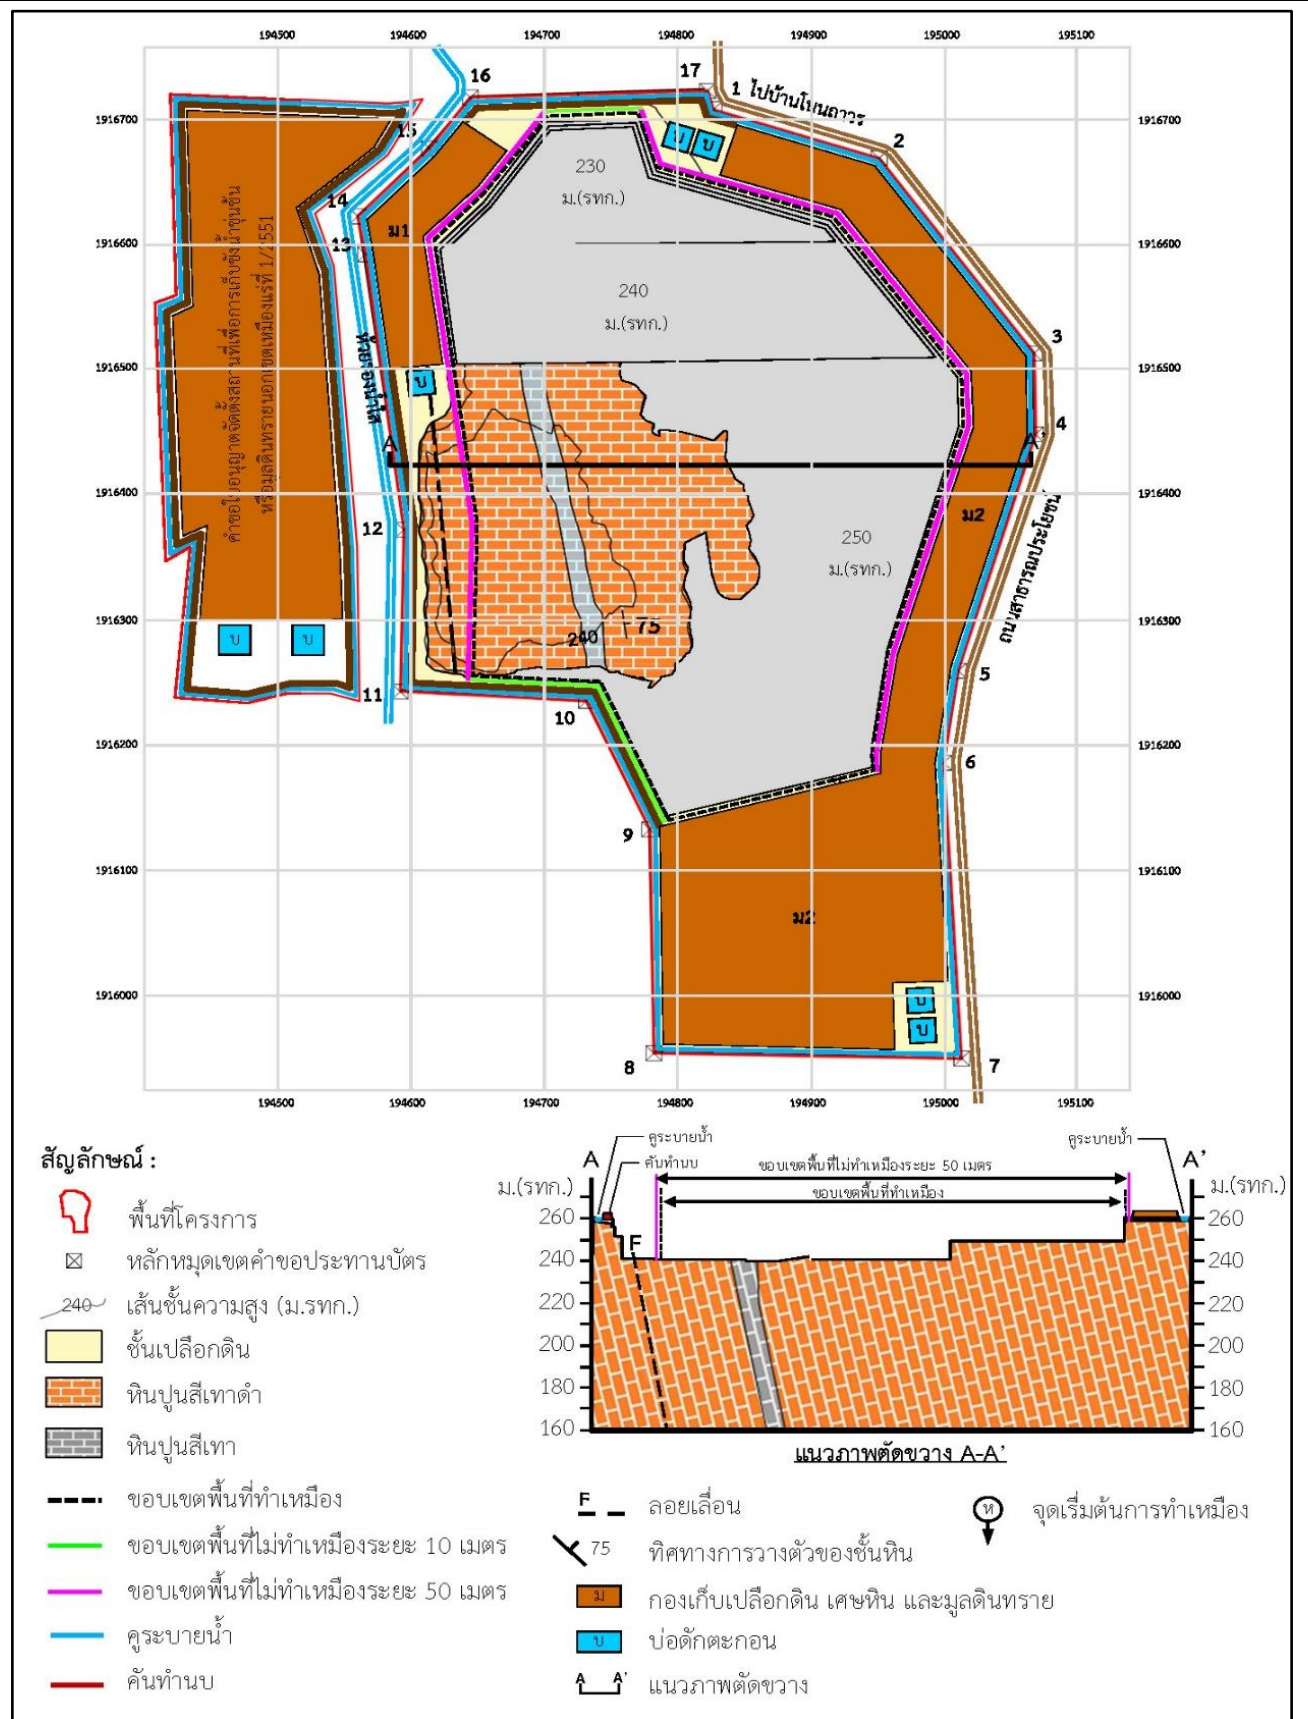 194500 194600 194700 194800 194900 195000 195100
16
17
1 ไปบ้านโนนถาวร
1916700
1916700
2
15
230
ม.(รทก.)
บ
บ
14
ม1
13
1916600
1916600
240
ม.(รทก.)
3
คำขอใบอนุญาตจัดตั้งสถานที่เพื่อการเก็บขังน้ำขุ่นข้น
หรือมูลดินทรายนอกเขตเหมืองแร่ที่ 1/2551
1916500
1916500
บ
4
A
A'
1916400
1916400
12
ม2
250
ม.(รทก.)
ถนนสาธารณประโยชน์
1916300
1916300
บ
บ
240
75
5
11
10
1916200
1916200
6
9
1916100
1916100
ม2
1916000
1916000
บ
บ
8
7
194500 194600 194700 194800 194900 195000 195100
สัญลักษณ์ :
พื้นที่โครงการ
หลักหมุดเขตคำขอประทานบัตร
240 เส้นชั้นความสูง (ม.รทก.)
ชั้นเปลือกดิน
หินปูนสีเทาดำ
หินปูนสีเทา
ขอบเขตพื้นที่ทำเหมือง
ขอบเขตพื้นที่ไม่ทำเหมืองระยะ 10 เมตร
ขอบเขตพื้นที่ไม่ทำเหมืองระยะ 50 เมตร
คูระบายน้ำ
คันทำนบ
คูระบายน้ำ
คูระบายน้ำ
A
คันทำนบ
ขอบเขตพื้นที่ไม่ทำเหมืองระยะ 50 เมตร
A'
ม.(รทก.)
ขอบเขตพื้นที่ทำเหมือง
ม.(รทก.)
260
260
F
240
240
220
220
200
200
180
180
160
160
แนวภาพตัดขวาง A-A'
F ลอยเลื่อน
75 ทิศทางการวางตัวของชั้นหิน
ม กองเก็บเปลือกดิน เศษหิน และมูลดินทราย
บ บ่อดักตะกอน
A A' แนวภาพตัดขวาง
ห จุดเริ่มต้นการทำเหมือง